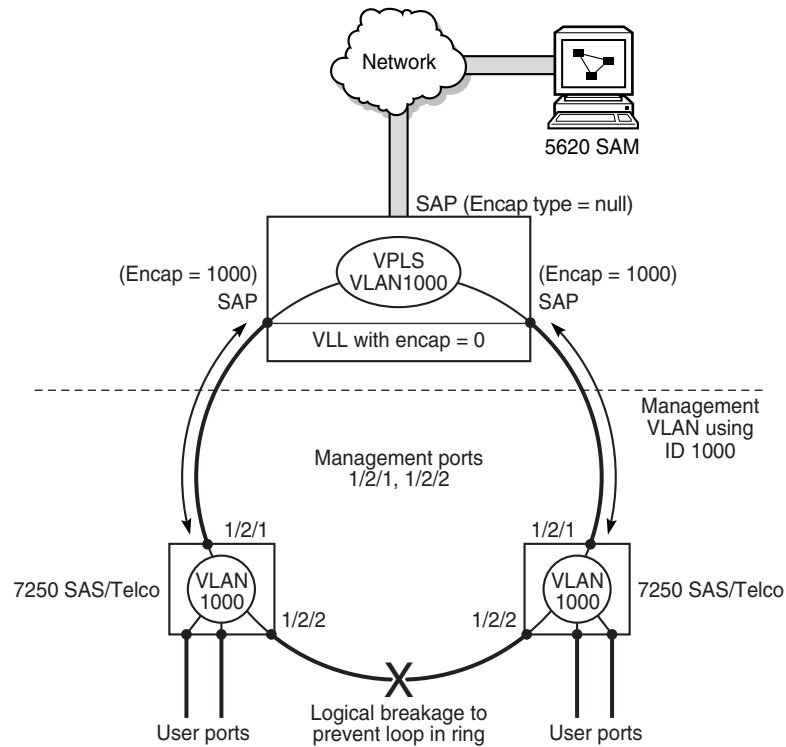 Network
5620 SAM
SAP (Encap type = null)
VPLS
VLAN1000
(Encap = 1000)
SAP
(Encap = 1000)
SAP
VLL with encap = 0
Management
VLAN using
ID 1000
Management ports
1/2/1, 1/2/2
1/2/1
1/2/1
7250 SAS/Telco
VLAN
1000
VLAN
1000
7250 SAS/Telco
1/2/2
1/2/2
X
Logical breakage to
prevent loop in ring
User ports
User ports